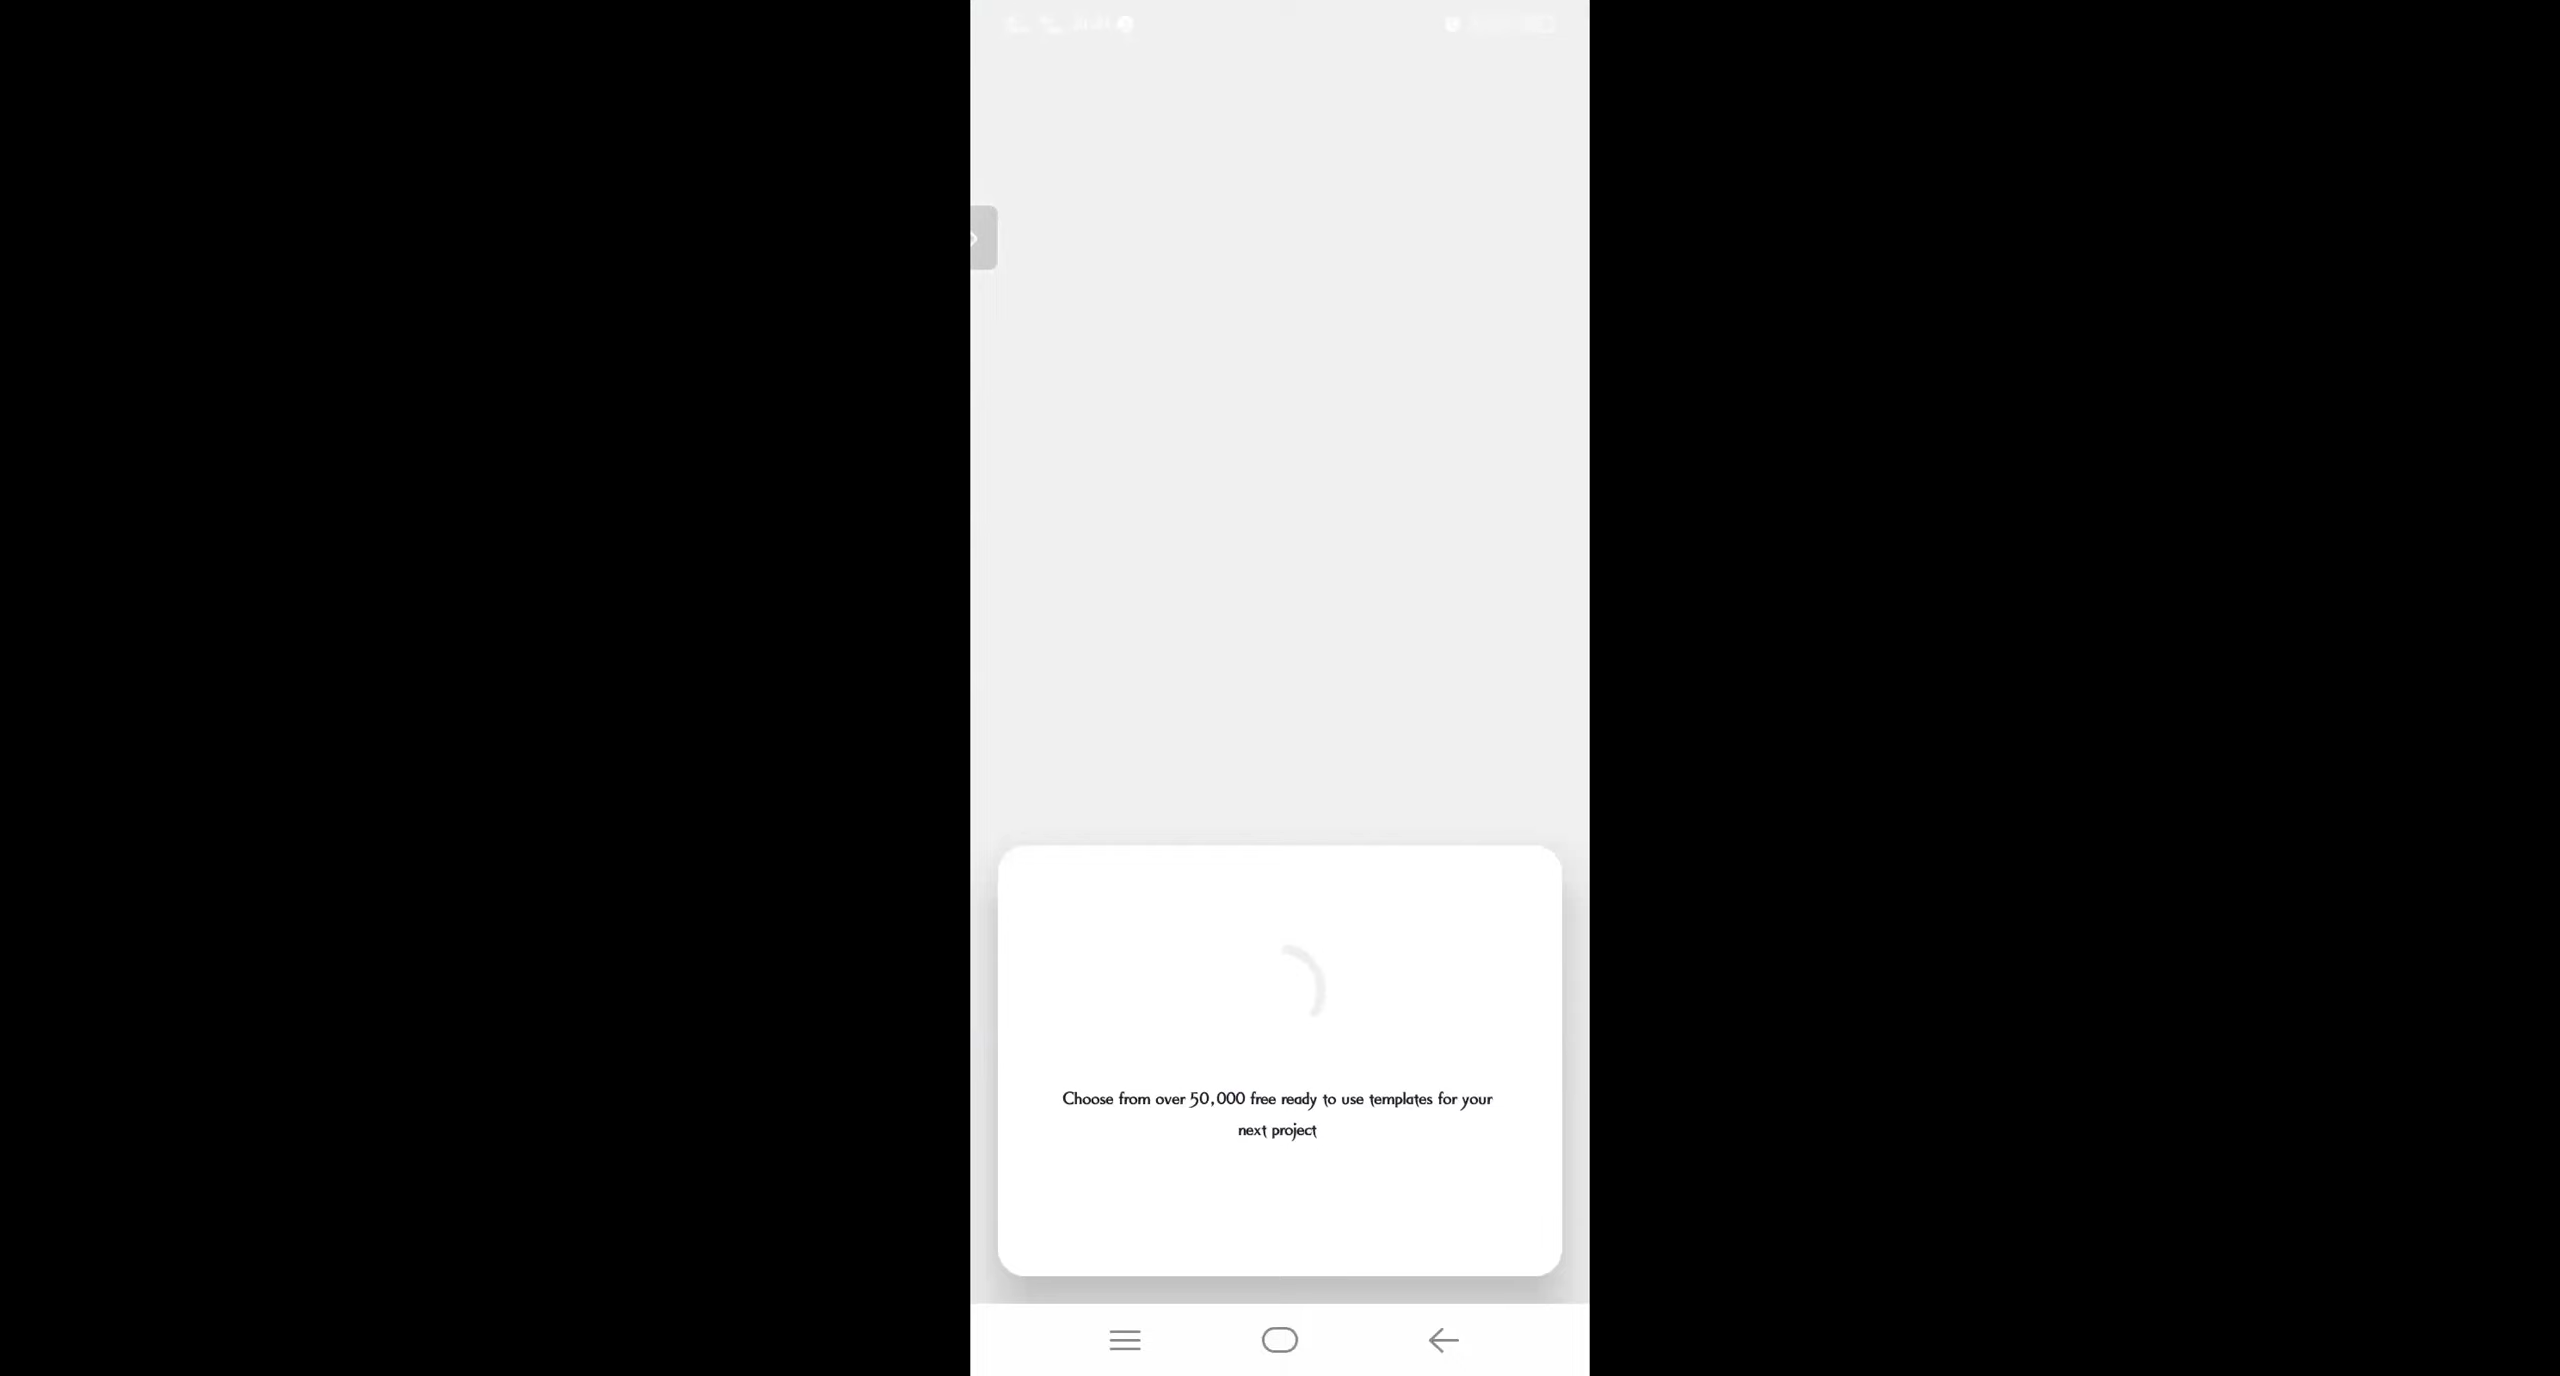 Choose from over 50,000 free ready to use templates for your
next project